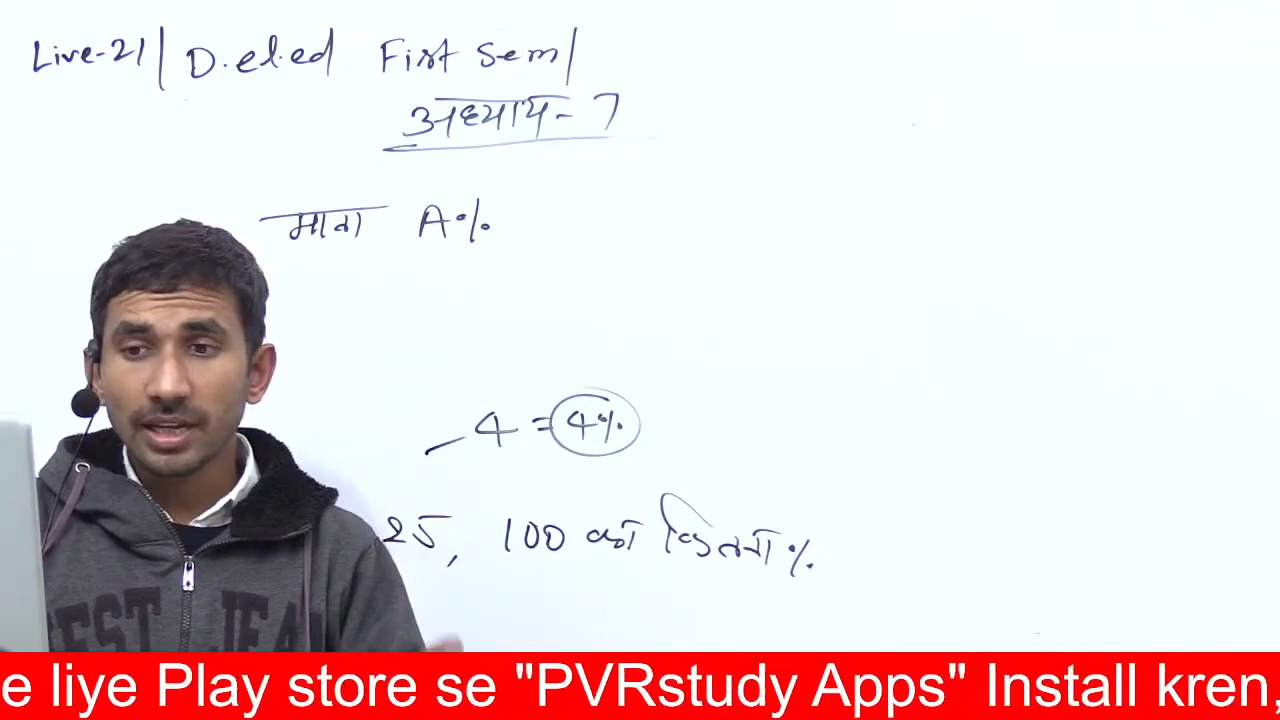 Live-21/ D.el.ed First Sem/
अध्याय- 7
माना A%
4 = 4%
25, 100 का कितना %
e liye Play store se "PVRstudy Apps" Install kren,